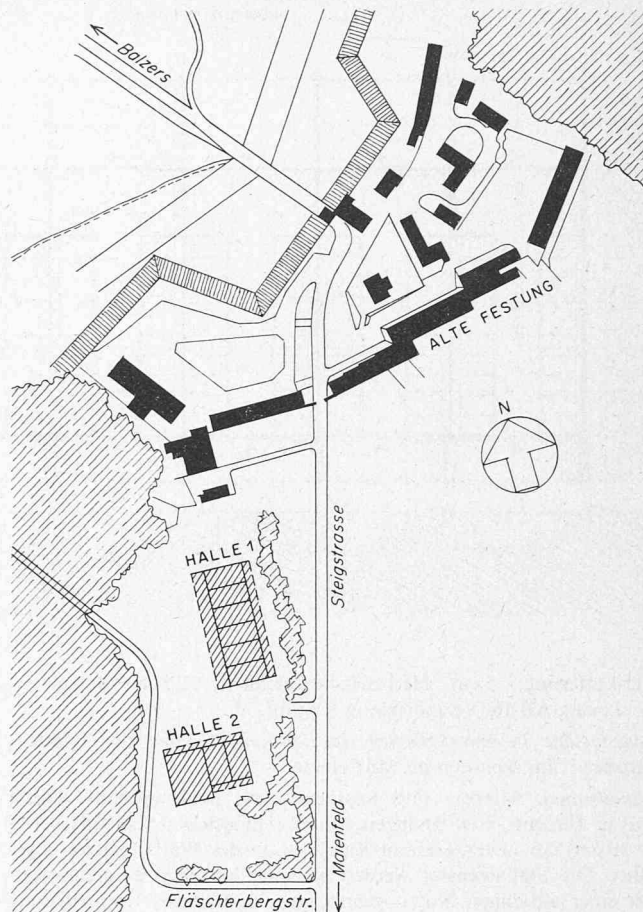 Balzers
ALTE FESTUNG
N
HALLE 1
Steigstrasse
HALLE 2
Maienfeld
Fläscherbergstr.